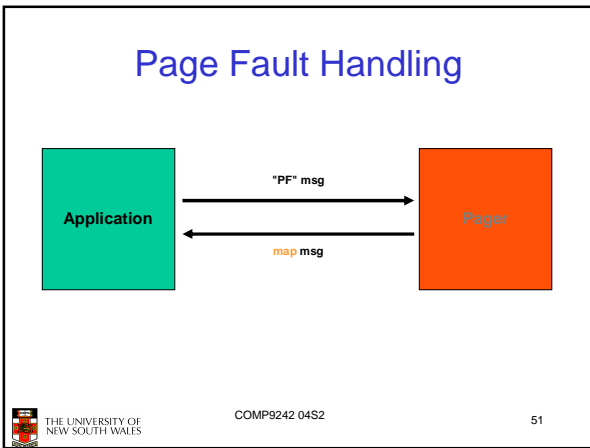 Page Fault Handling
"PF" msg
Application
Pager
map msg
THE UNIVERSITY OF
NEW SOUTH WALES
COMP9242 04S2
51